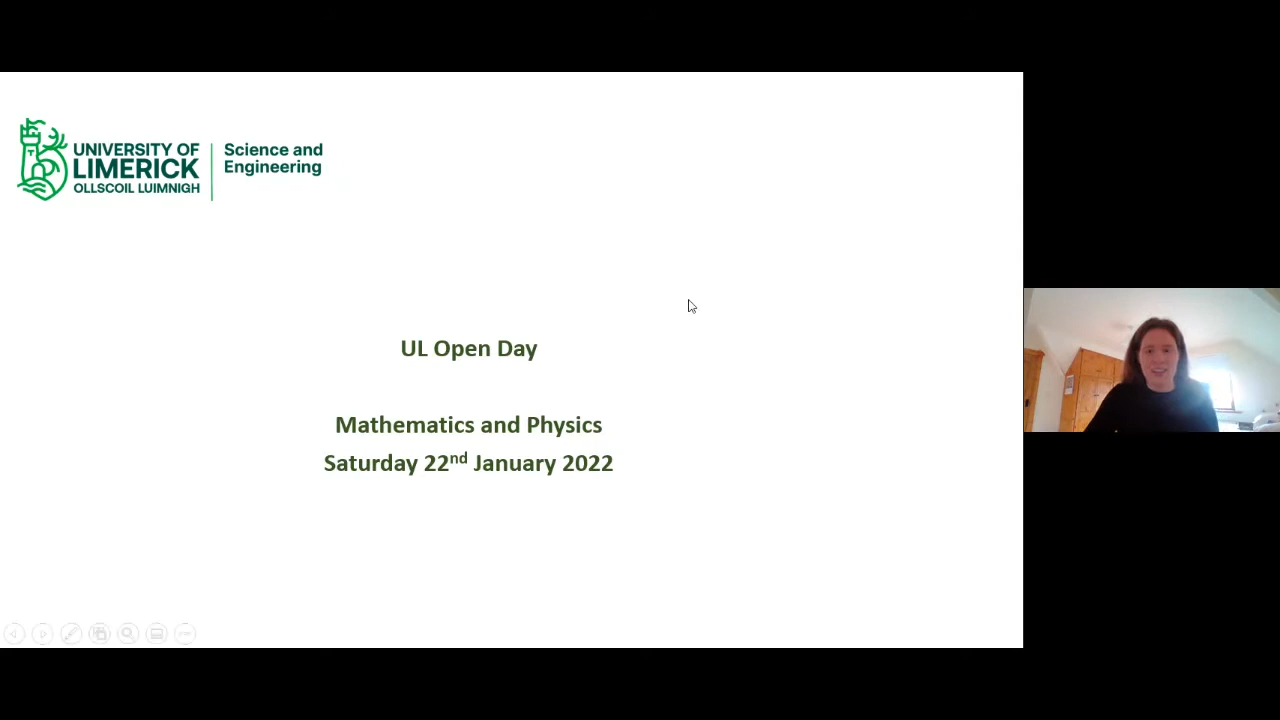 UNIVERSITY OF
LIMERICK
OLLSCOIL LUIMNIGH
Science and
Engineering
UL Open Day
Mathematics and Physics
Saturday 22nd January 2022